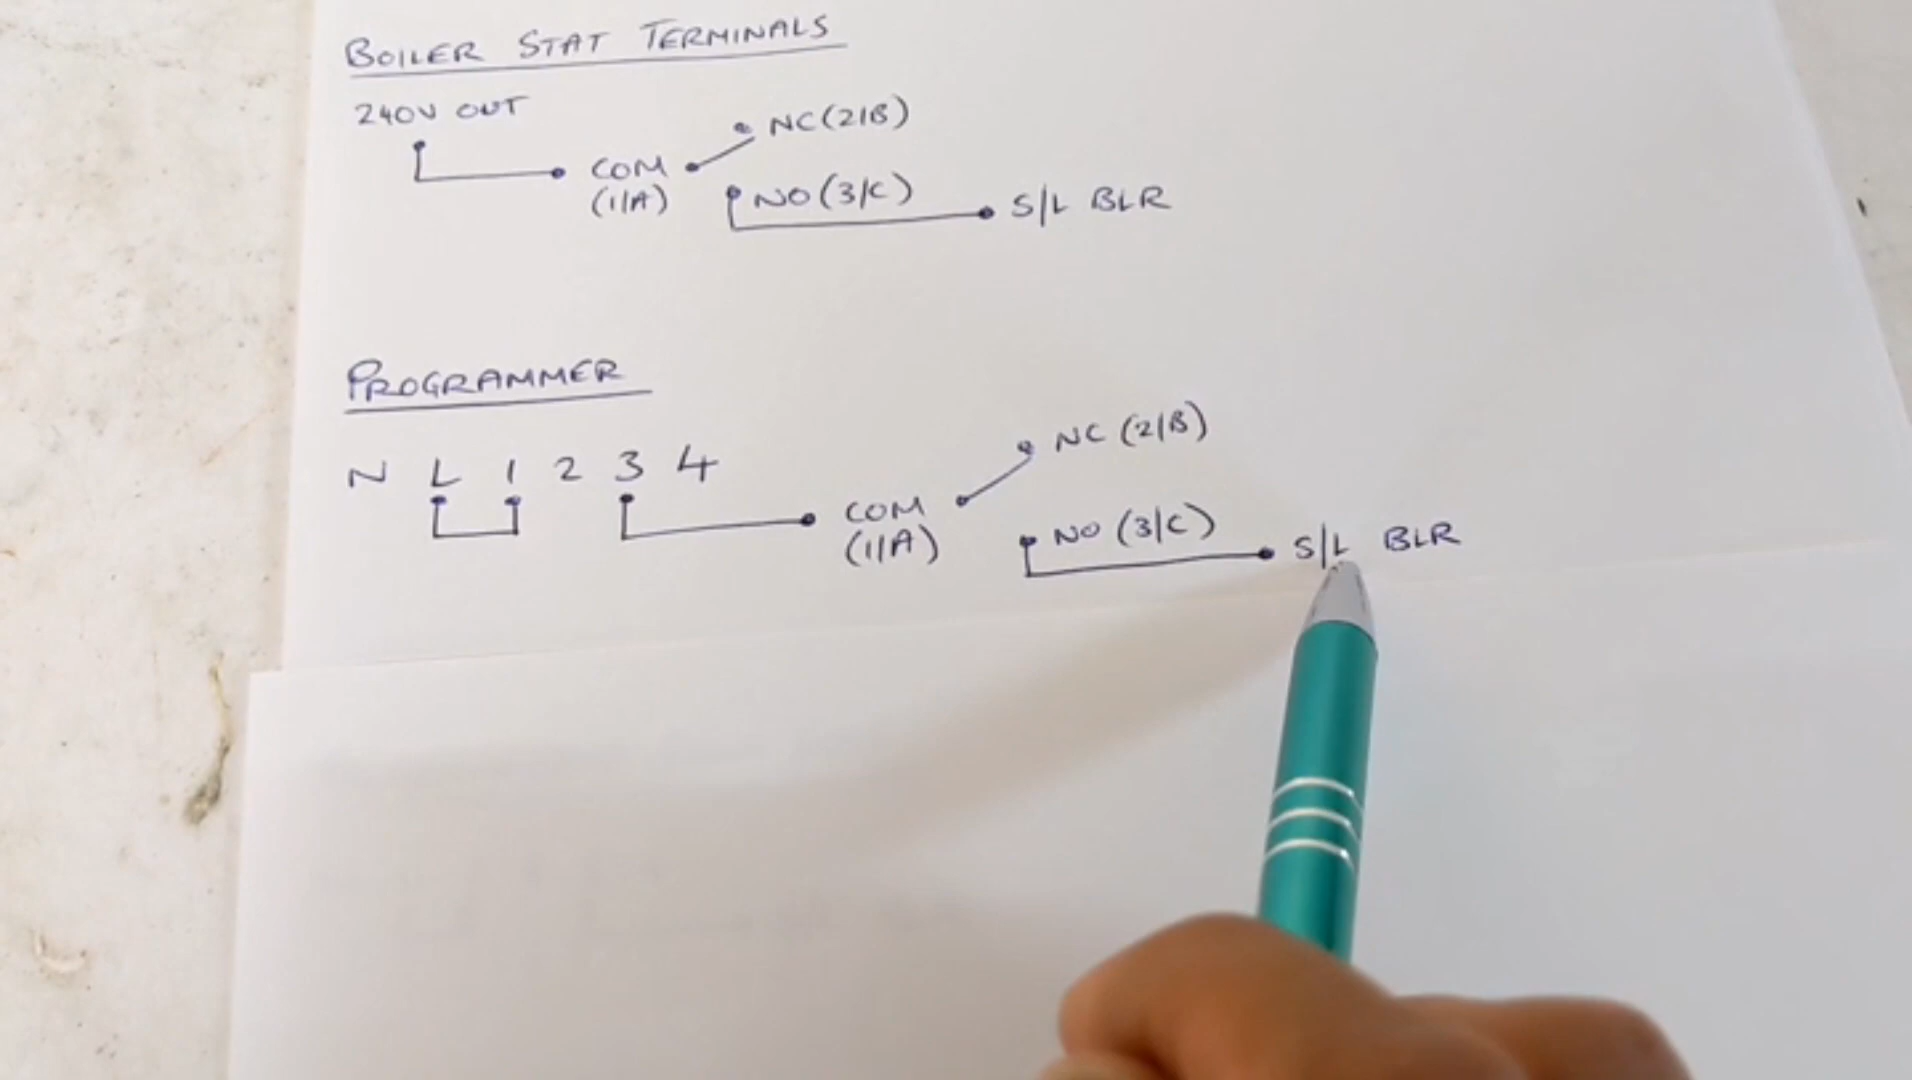 BOILER STAT TERMINALS
240V OUT
NC (2/B)
COM
(1/A)
NO (3/C)
S/L BLR
PROGRAMMER
N L 1 2 3 4
NC (2/B)
COM
(1/A)
NO (3/C)
S/L BLR